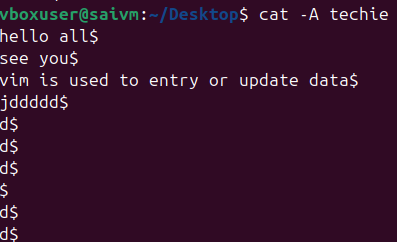 vboxuser@saivm:~/Desktop$ cat -A techie
hello all$
see you$
vim is used to entry or update data$
jddddd$
d$
d$
d$
$
d$
d$